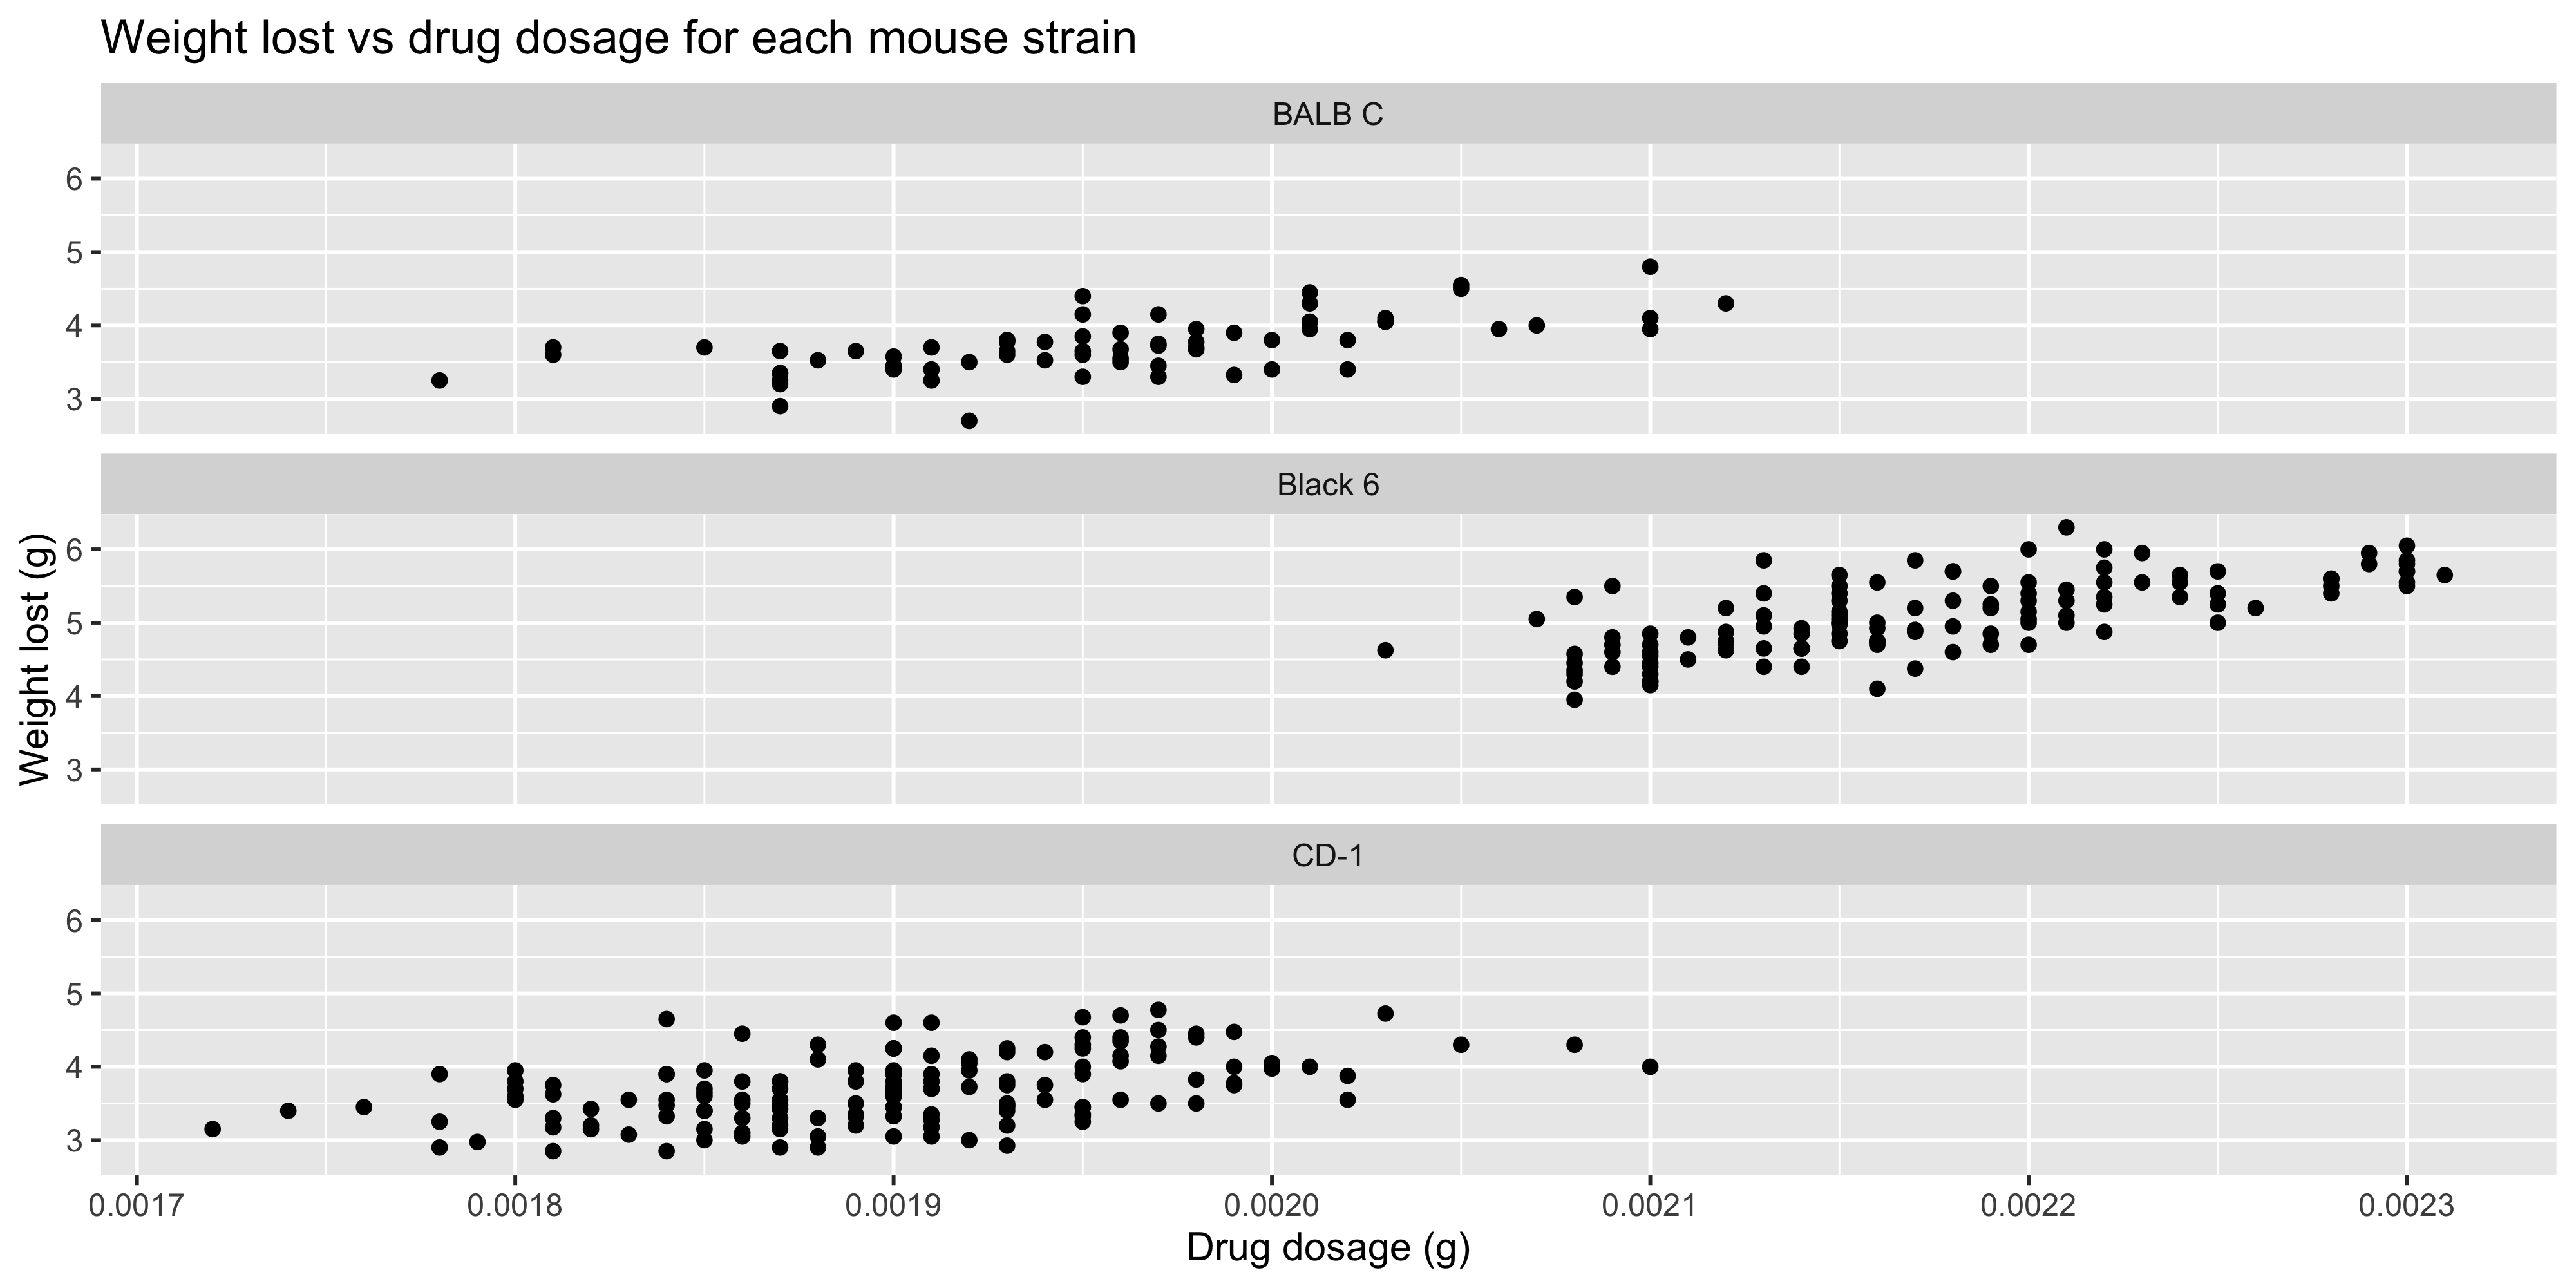 Weight lost vs drug dosage for each mouse strain
BALB C
6
5
4
3
Black 6
6
5
4
3
Weight lost (g)
CD-1
6
5
4
3
0.0017 0.0018 0.0019 0.0020 0.0021 0.0022 0.0023
Drug dosage (g)